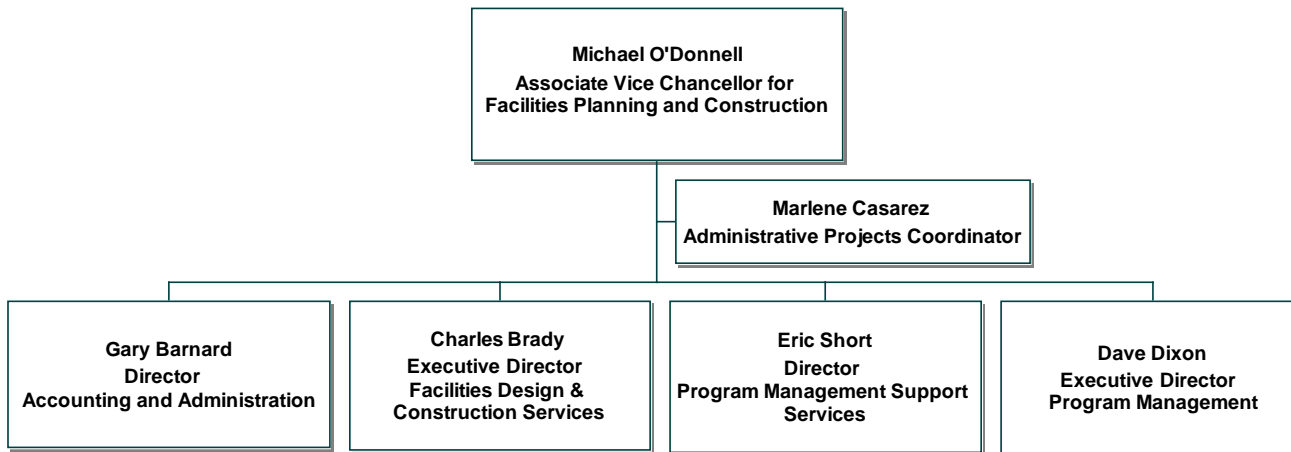 Michael O'Donnell
Associate Vice Chancellor for
Facilities Planning and Construction
Marlene Casarez
Administrative Projects Coordinator
Gary Barnard
Director
Accounting and Administration
Charles Brady
Executive Director
Facilities Design &
Construction Services
Eric Short
Director
Program Management Support
Services
Dave Dixon
Executive Director
Program Management